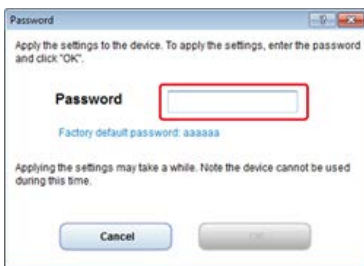 Password
Apply the settings to the device. To apply the settings, enter the password
and click "OK".
Password
Factory default password: aaaaaa
Applying the settings may take a while. Note the device cannot be used
during this time.
Cancel
OK